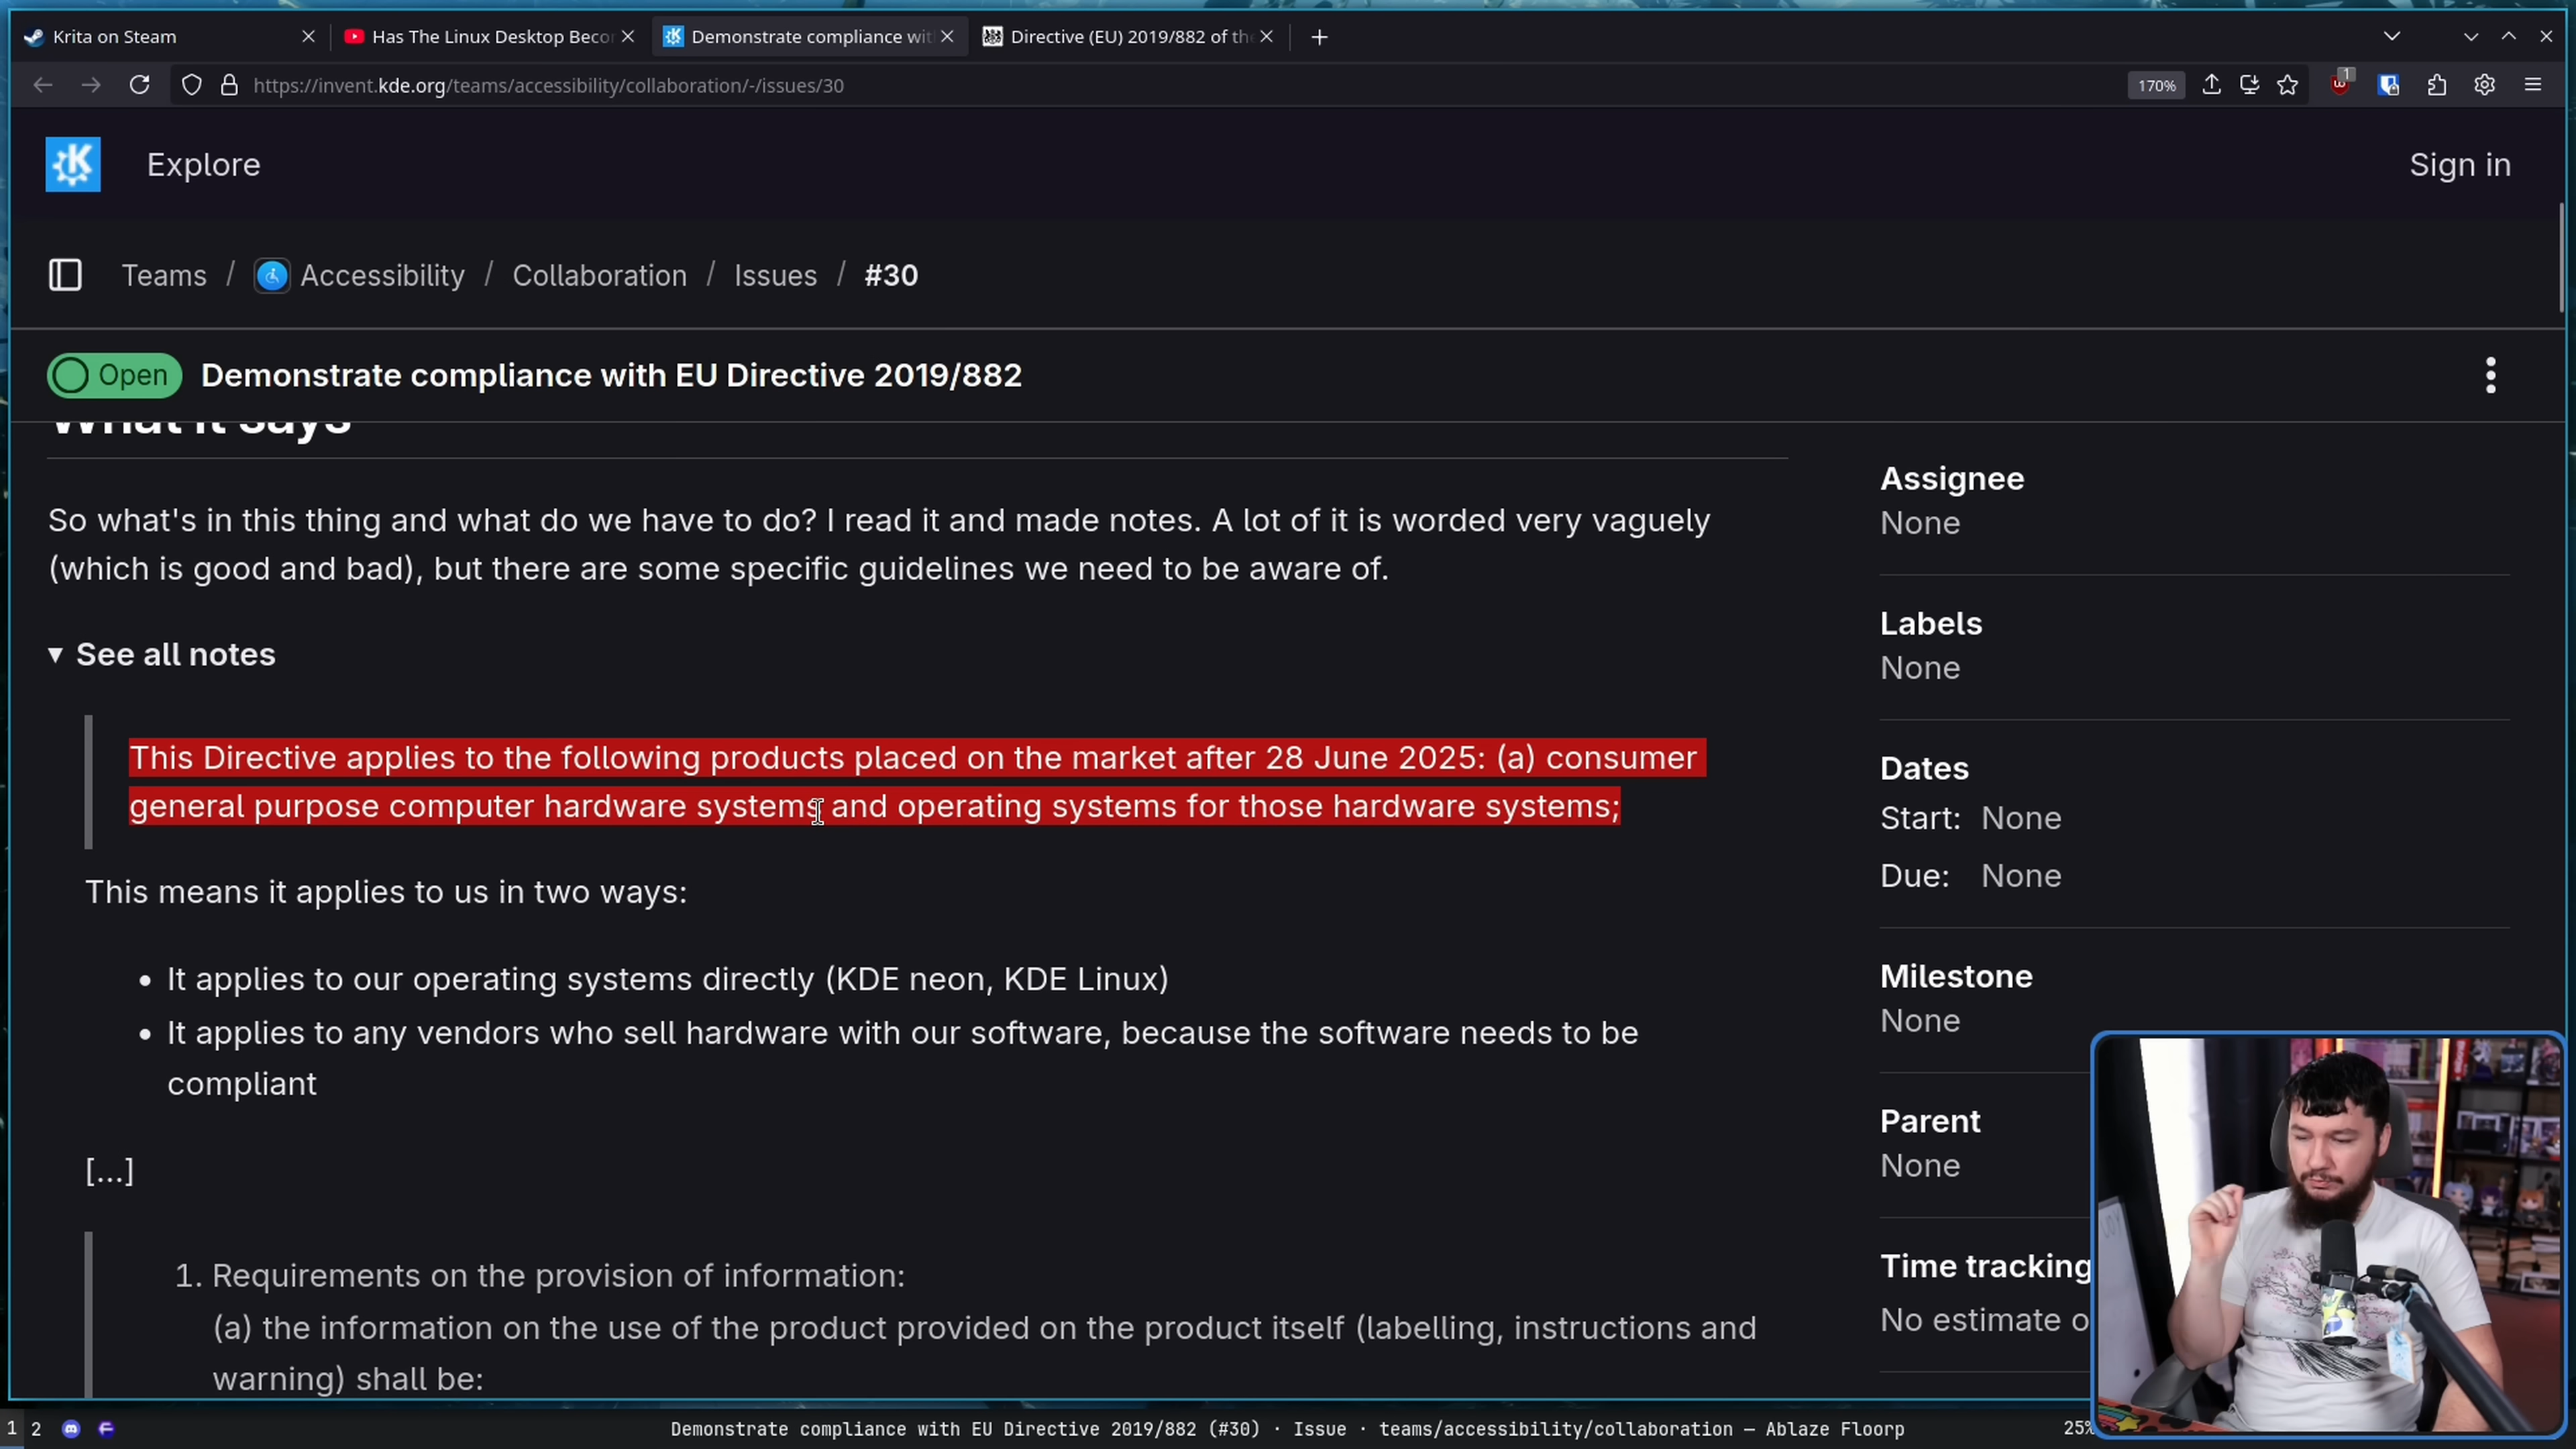 Krita on Steam
Has The Linux Desktop Becor
Demonstrate compliance wit
Directive (EU) 2019/882 of the
https://invent.kde.org/teams/accessibility/collaboration/-/issues/30
170%
1
Explore
Sign in
Teams / Accessibility / Collaboration / Issues / #30
Open Demonstrate compliance with EU Directive 2019/882
What it says
So what's in this thing and what do we have to do? I read it and made notes. A lot of it is worded very vaguely
(which is good and bad), but there are some specific guidelines we need to be aware of.
See all notes
This Directive applies to the following products placed on the market after 28 June 2025: (a) consumer
general purpose computer hardware systems and operating systems for those hardware systems;
This means it applies to us in two ways:
• It applies to our operating systems directly (KDE neon, KDE Linux)
• It applies to any vendors who sell hardware with our software, because the software needs to be
compliant
[...]
1. Requirements on the provision of information:
(a) the information on the use of the product provided on the product itself (labelling, instructions and
warning) shall be:
Assignee
None
Labels
None
Dates
Start: None
Due: None
Milestone
None
Parent
None
Time tracking
No estimate o
1 2
Demonstrate compliance with EU Directive 2019/882 (#30) · Issue · teams/accessibility/collaboration — Ablaze Floorp
25%